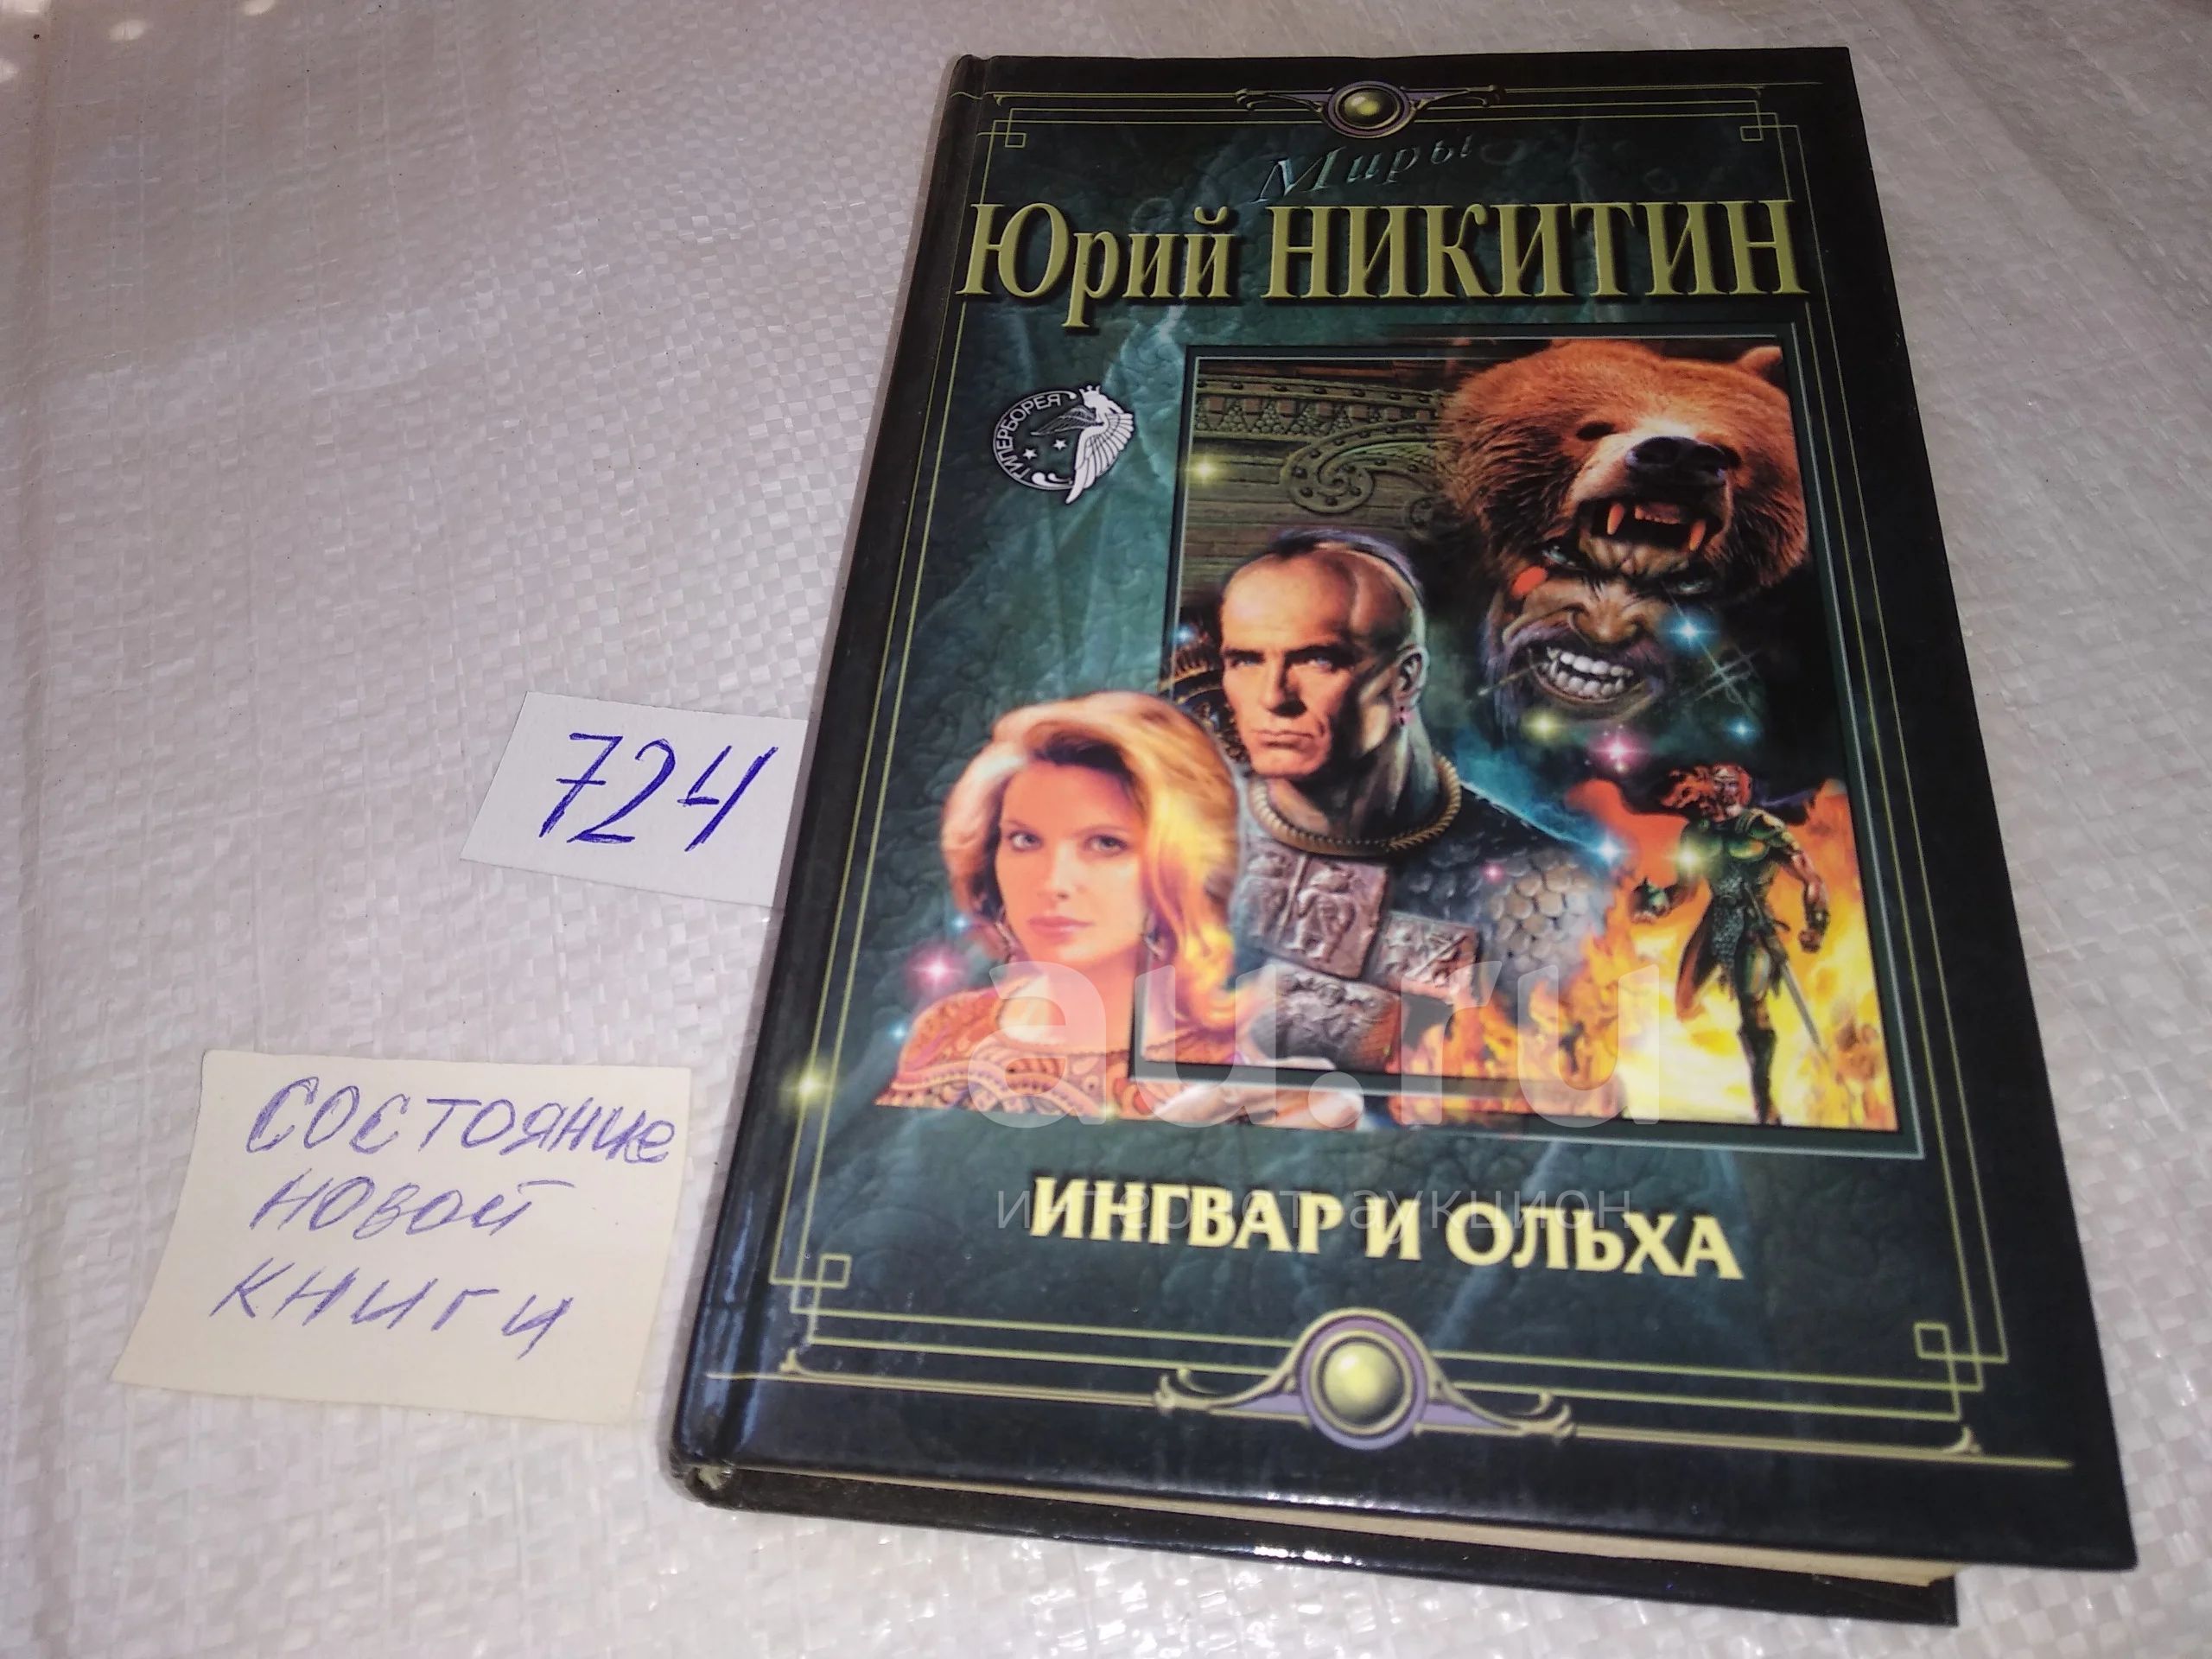 Миры
Юрий НИКИТИН
ГИПЕРБОРЕЯ
724
au.ru
интернет-аукцион
СОСТОЯНИЕ
НОВОЙ
КНИГИ
ИНГВАР И ОЛЬХА